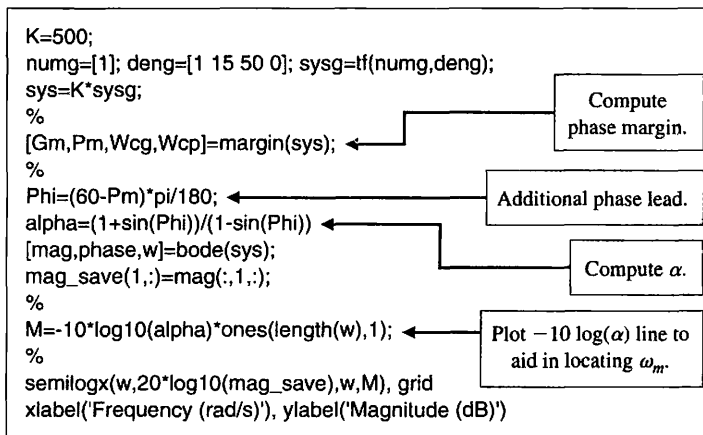 K=500;
numg=[1]; deng=[1 15 50 0]; sysg=tf(numg,deng);
sys=K*sysg;
%
[Gm,Pm,Wcg,Wcp]=margin(sys);
%
Phi=(60-Pm)*pi/180;
alpha=(1+sin(Phi))/(1-sin(Phi))
[mag,phase,w]=bode(sys);
mag_save(1,:)=mag(:,1,:);
%
M=-10*log10(alpha)*ones(length(w),1);
%
semilogx(w,20*log10(mag_save),w,M), grid
xlabel('Frequency (rad/s)'), ylabel('Magnitude (dB)')
Compute
phase margin.
Additional phase lead.
Compute α.
Plot −10 log(α) line to
aid in locating ωm.